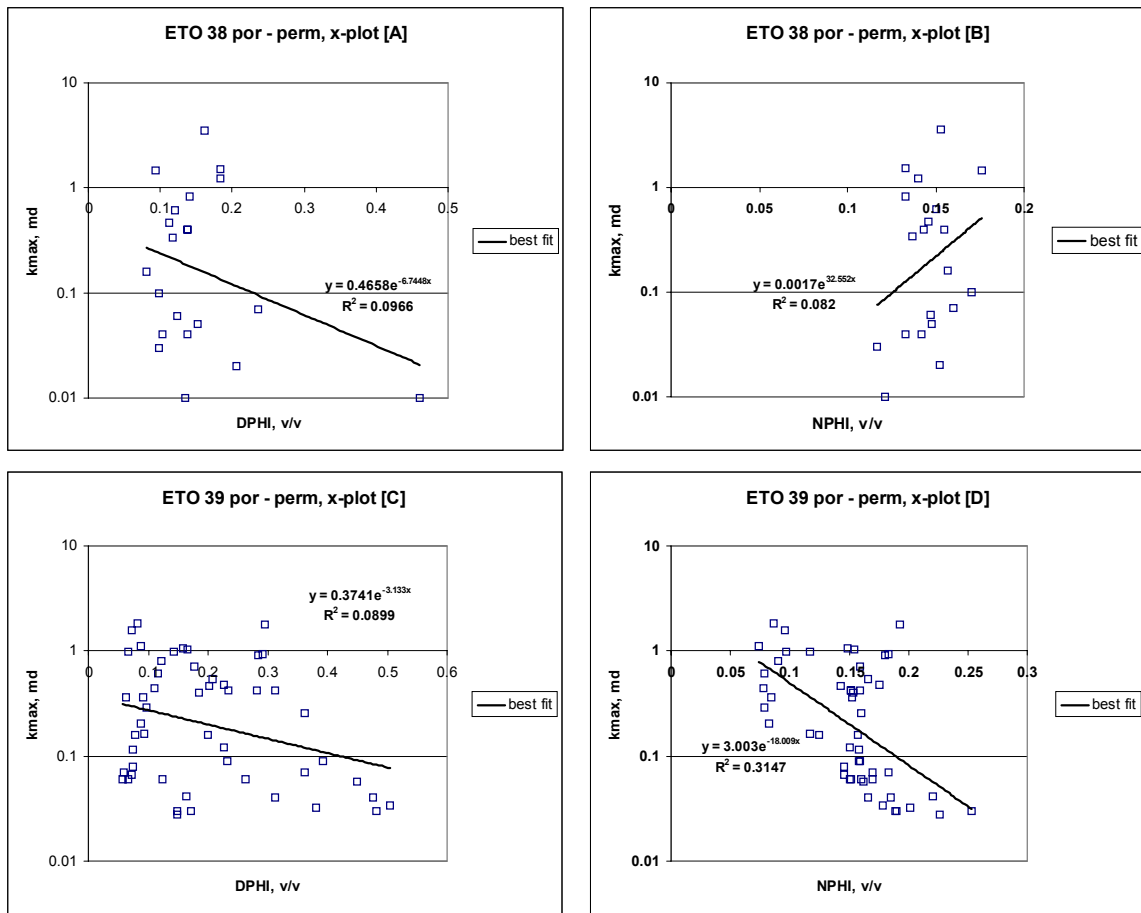 ETO 38 por - perm, x-plot [A]
10
1
0.1
0.01
0
0.1
0.2
0.3
0.4
0.5
kmax, md
DPHI, v/v
y = 0.4658e^-6.7448x
R² = 0.0966
best fit
ETO 38 por - perm, x-plot [B]
10
1
0.1
0.01
0
0.05
0.1
0.15
0.2
kmax, md
NPHI, v/v
y = 0.0017e^32.552x
R² = 0.082
best fit
ETO 39 por - perm, x-plot [C]
10
1
0.1
0.01
0
0.1
0.2
0.3
0.4
0.5
0.6
kmax, md
DPHI, v/v
y = 0.3741e^-3.133x
R² = 0.0899
best fit
ETO 39 por - perm, x-plot [D]
10
1
0.1
0.01
0
0.05
0.1
0.15
0.2
0.25
0.3
kmax, md
NPHI, v/v
y = 3.003e^-18.009x
R² = 0.3147
best fit